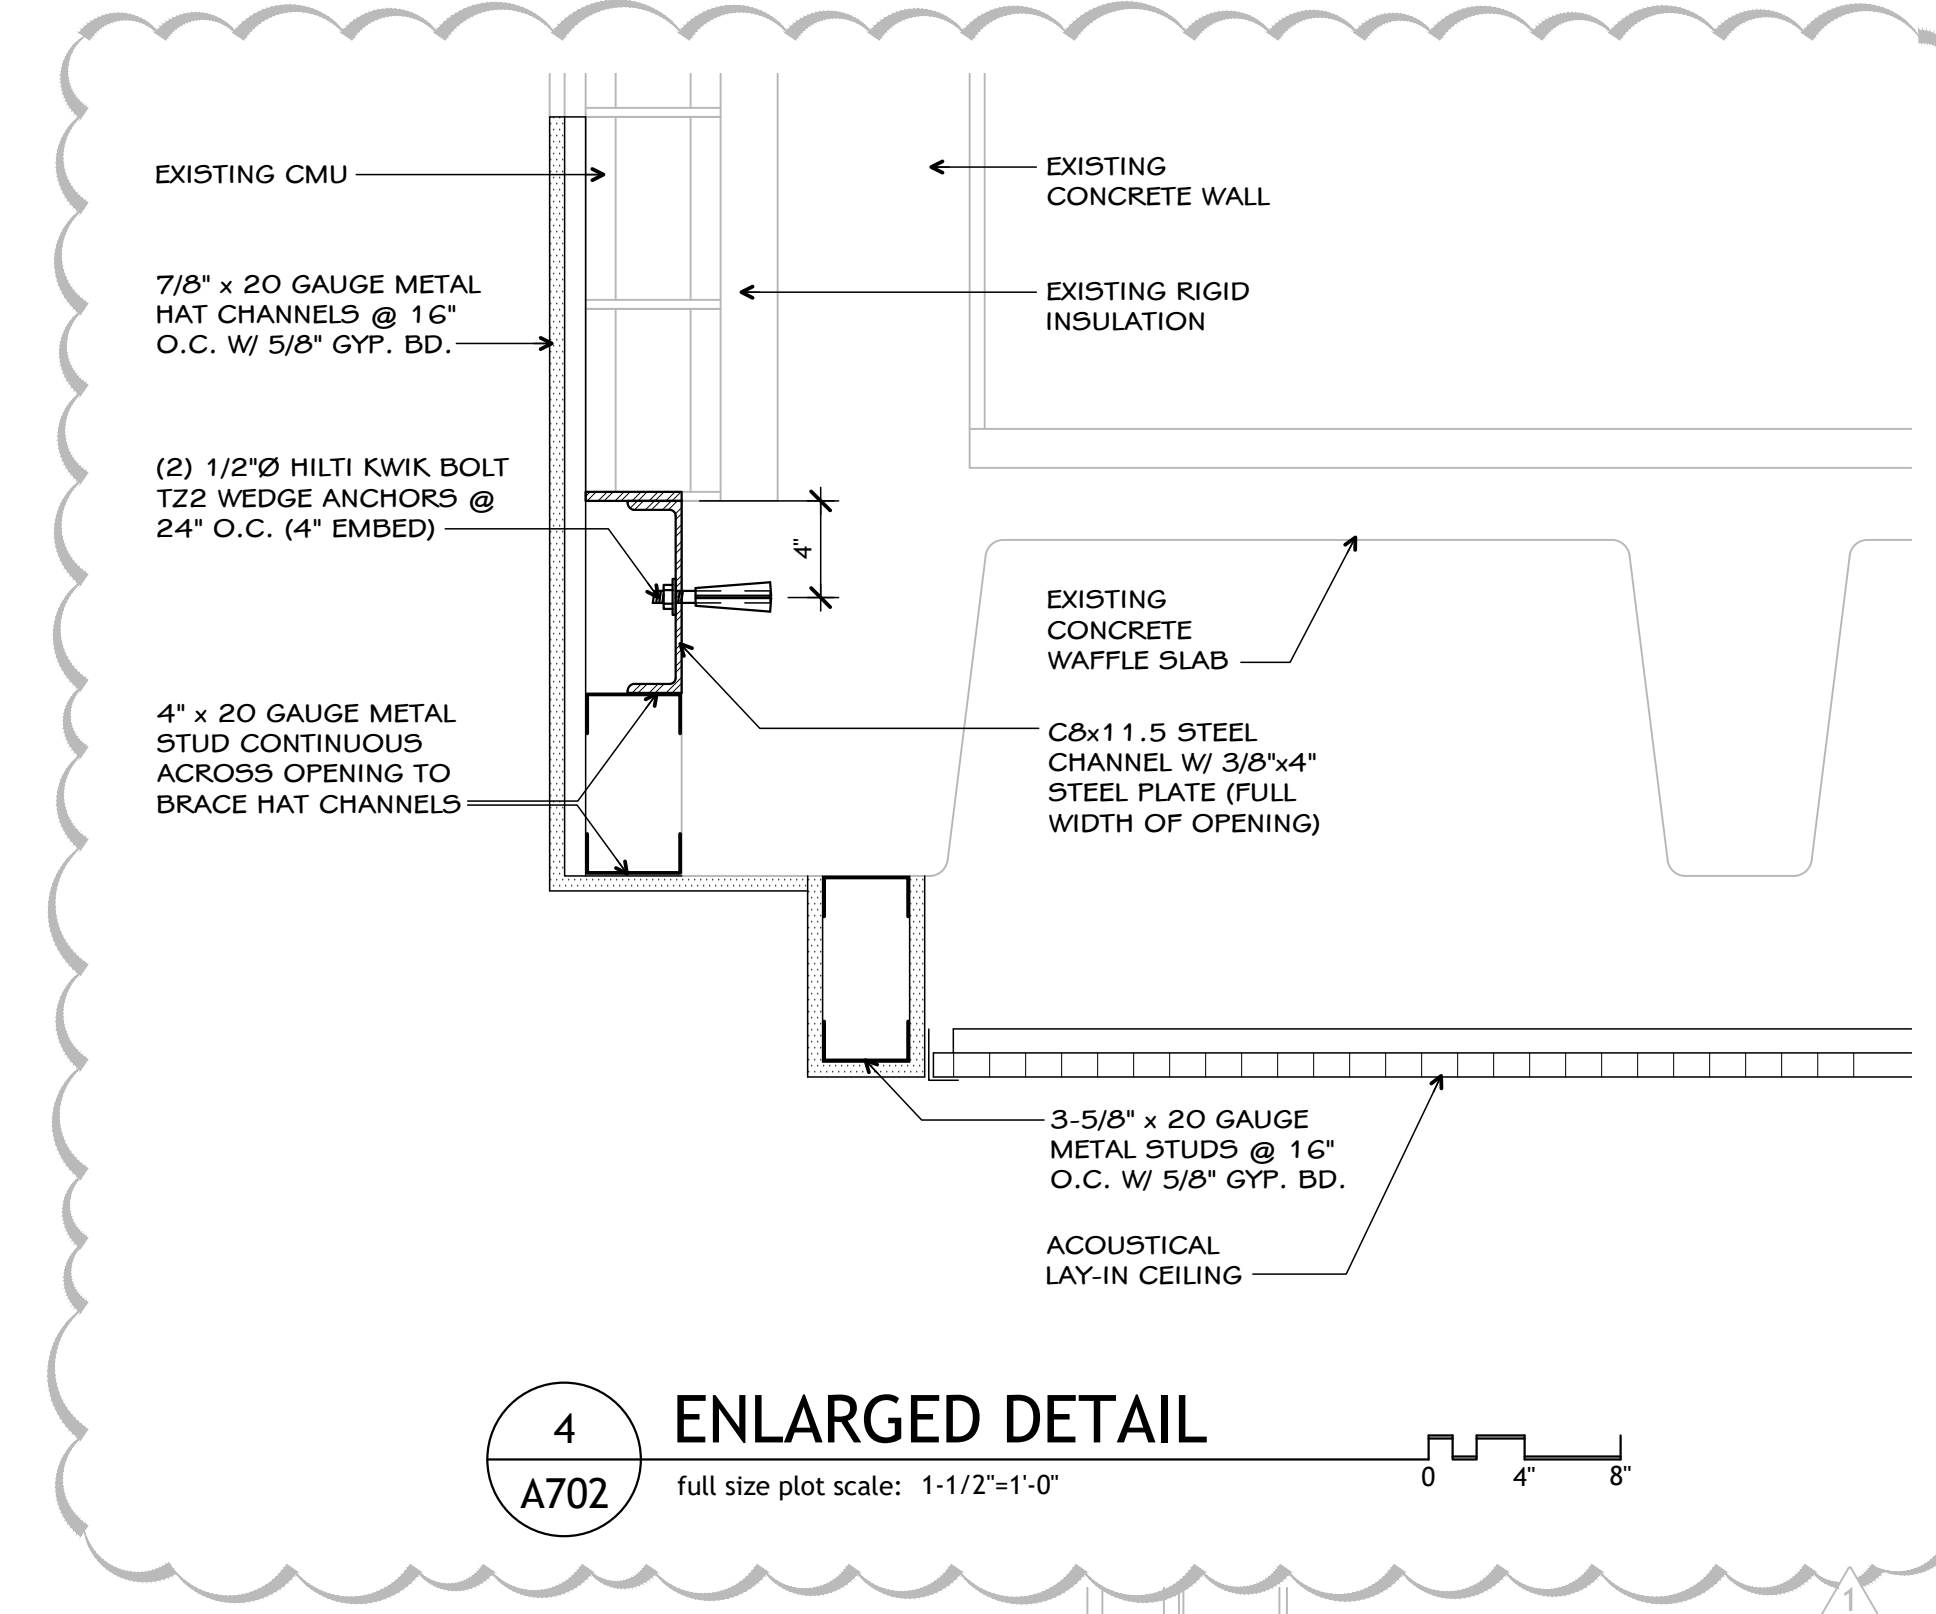 EXISTING CMU
7/8" x 20 GAUGE METAL
HAT CHANNELS @ 16"
O.C. W/ 5/8" GYP. BD.
(2) 1/2"Ø HILTI KWIK BOLT
TZ2 WEDGE ANCHORS @
24" O.C. (4" EMBED)
4" x 20 GAUGE METAL
STUD CONTINUOUS
ACROSS OPENING TO
BRACE HAT CHANNELS
4"
EXISTING
CONCRETE WALL
EXISTING RIGID
INSULATION
EXISTING
CONCRETE
WAFFLE SLAB
C8x11.5 STEEL
CHANNEL W/ 3/8"x4"
STEEL PLATE (FULL
WIDTH OF OPENING)
3-5/8" x 20 GAUGE
METAL STUDS @ 16"
O.C. W/ 5/8" GYP. BD.
ACOUSTICAL
LAY-IN CEILING
4
A702
ENLARGED DETAIL
full size plot scale: 1-1/2"=1'-0"
0 4" 8"
1